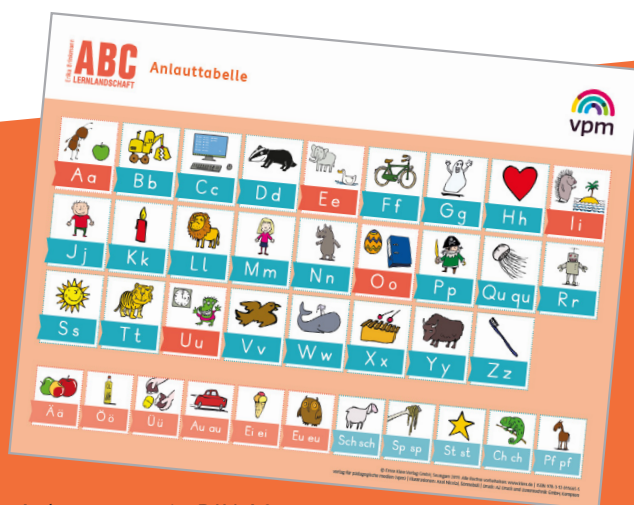 Erika Brinkmann
ABC
LERNLANDSCHAFT
Anlauttabelle
vpm
Aa Bb Cc Dd Ee Ff Gg Hh Ii
Jj Kk Ll Mm Nn Oo Pp Qu qu Rr
Ss Tt Uu Vv Ww Xx Yy Zz
Ää Öö Üü Au au Ei ei Eu eu Sch sch Sp sp St st Ch ch Pf pf